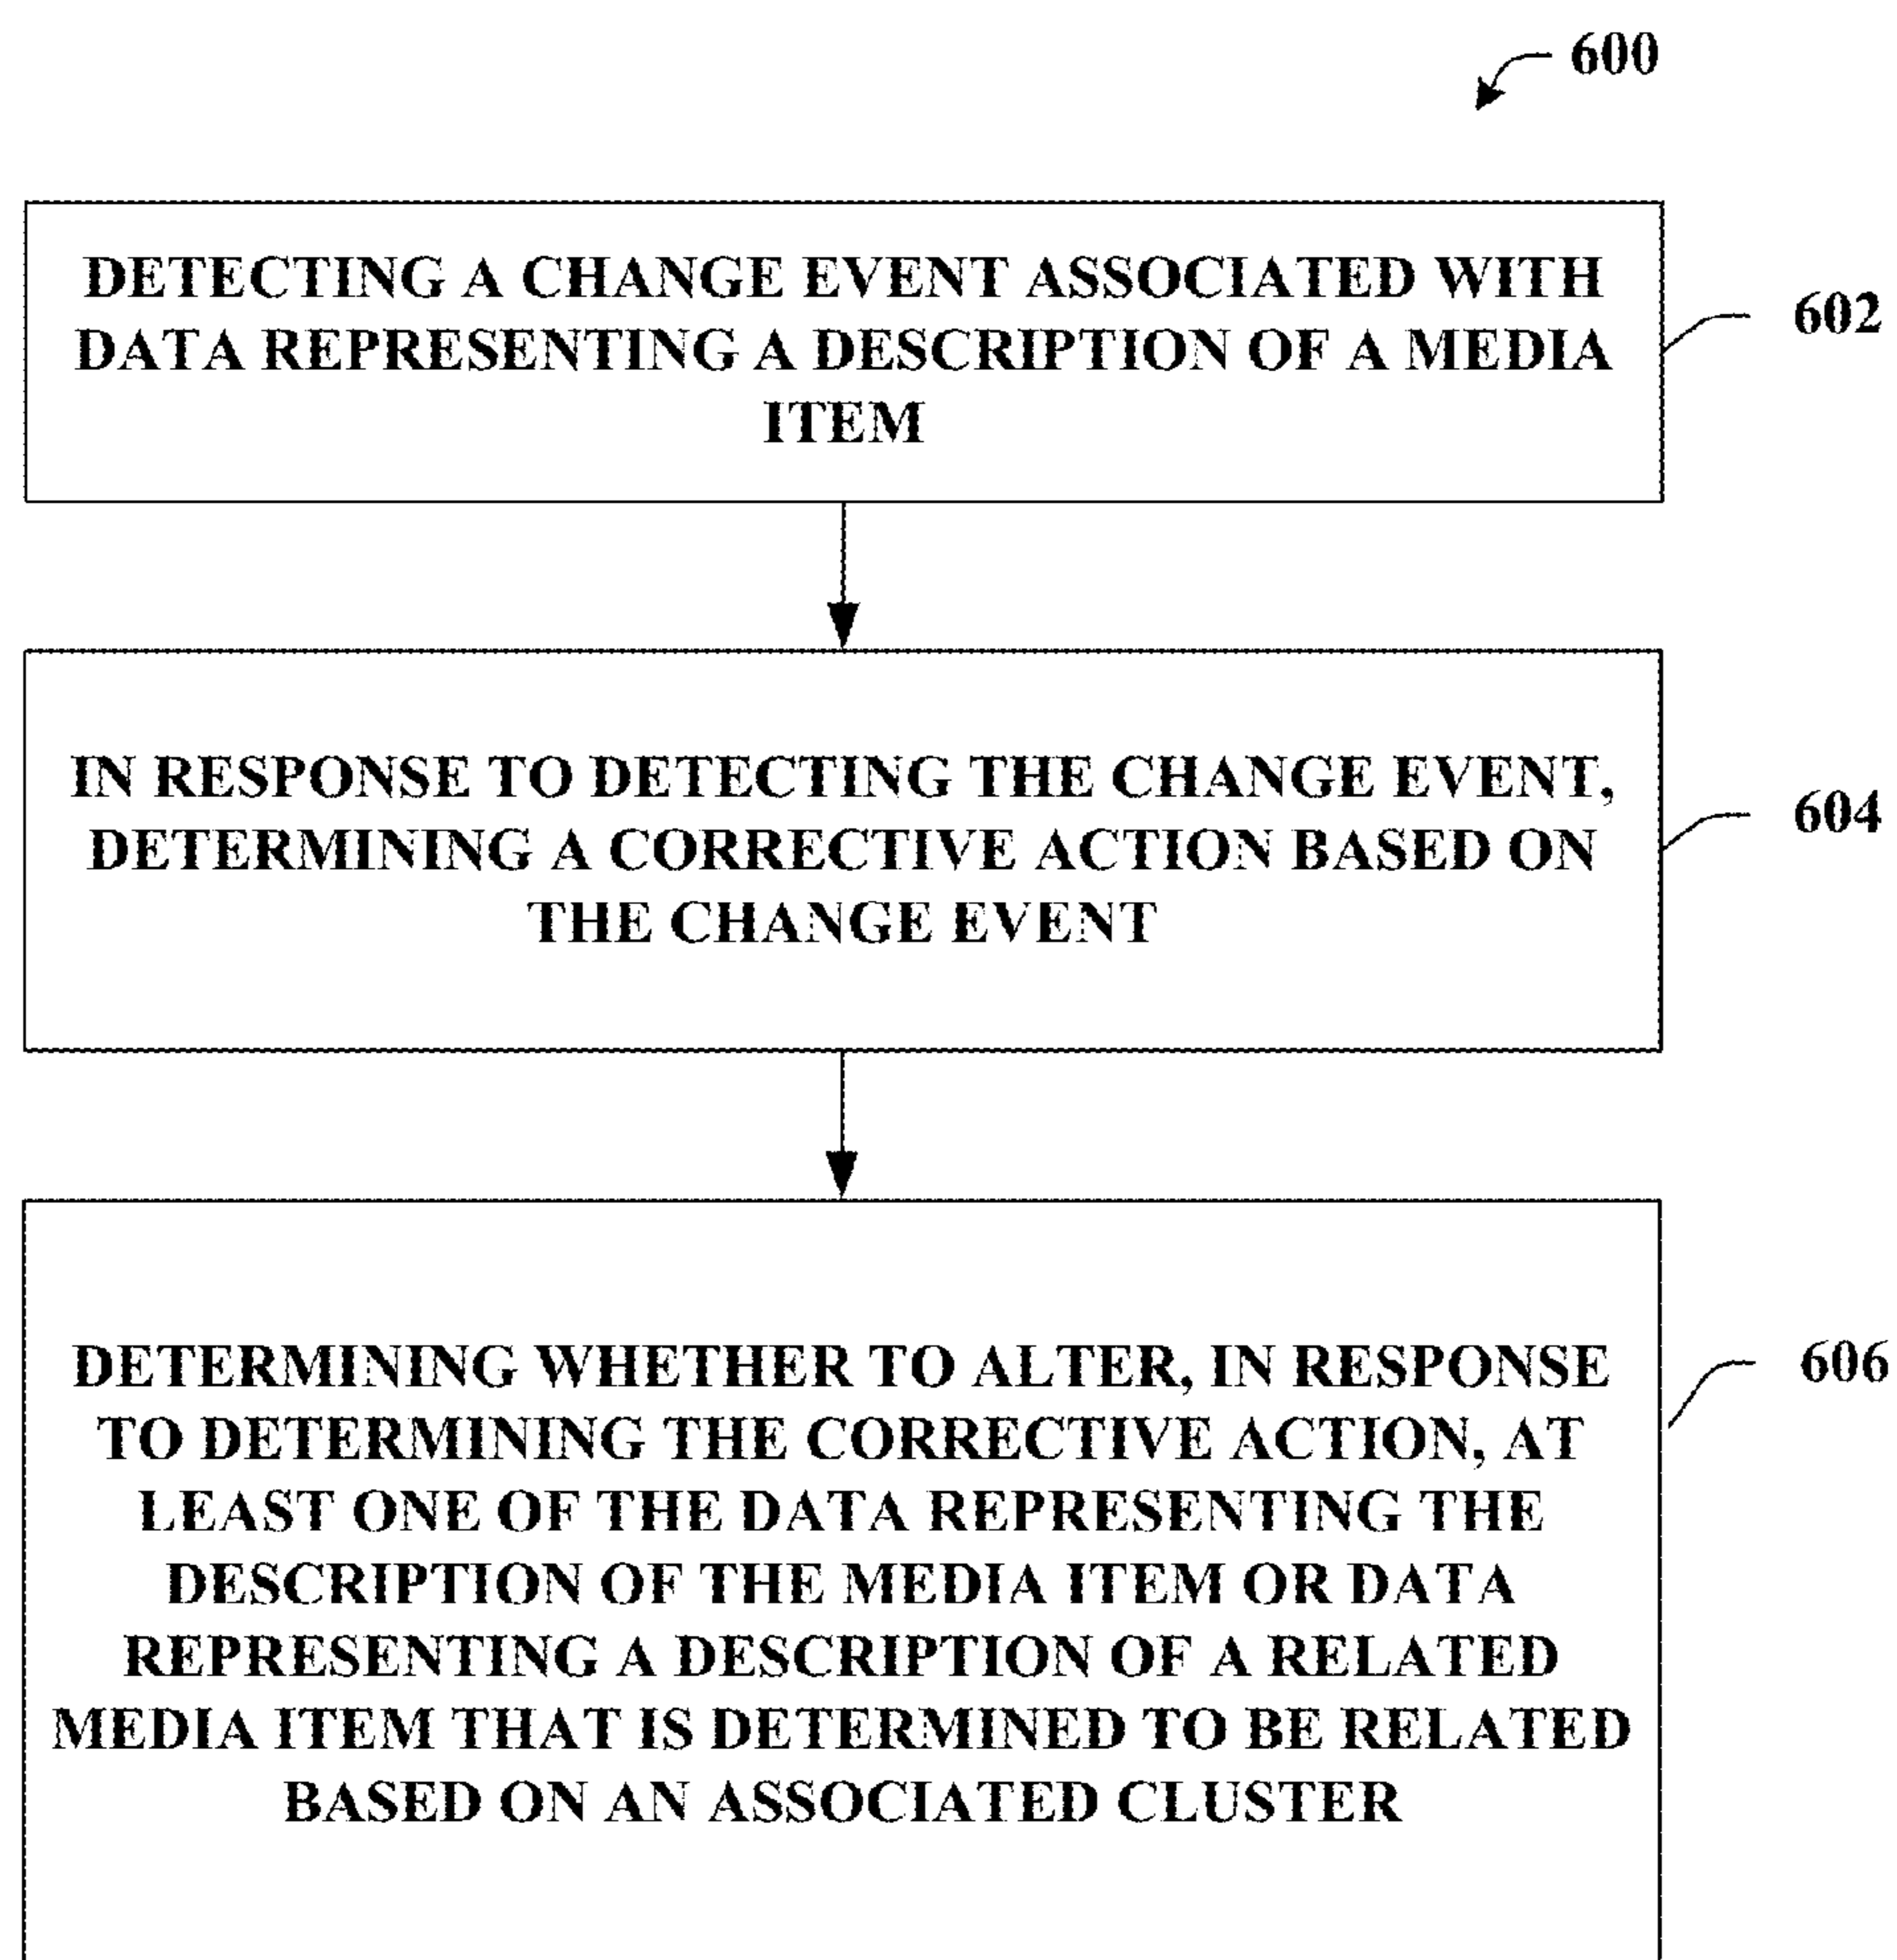 600
DETECTING A CHANGE EVENT ASSOCIATED WITH
DATA REPRESENTING A DESCRIPTION OF A MEDIA
ITEM
602
IN RESPONSE TO DETECTING THE CHANGE EVENT,
DETERMINING A CORRECTIVE ACTION BASED ON
THE CHANGE EVENT
604
DETERMINING WHETHER TO ALTER, IN RESPONSE
TO DETERMINING THE CORRECTIVE ACTION, AT
LEAST ONE OF THE DATA REPRESENTING THE
DESCRIPTION OF THE MEDIA ITEM OR DATA
REPRESENTING A DESCRIPTION OF A RELATED
MEDIA ITEM THAT IS DETERMINED TO BE RELATED
BASED ON AN ASSOCIATED CLUSTER
606